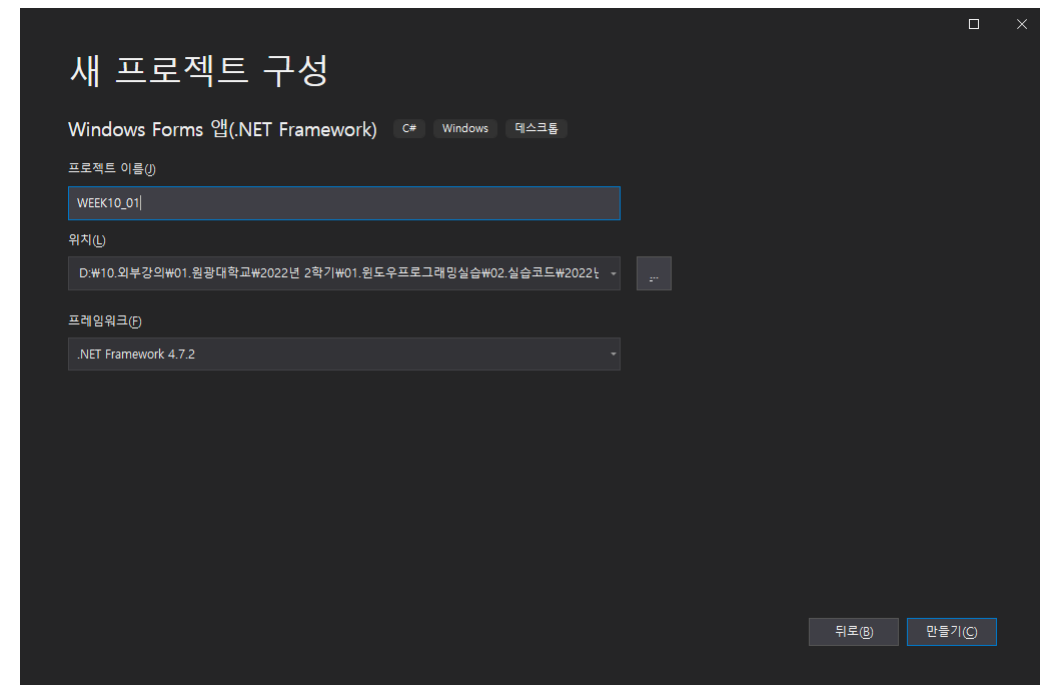 새 프로젝트 구성
Windows Forms 앱(.NET Framework) C# Windows 데스크톱
프로젝트 이름(J)
WEEK10_01
위치(L)
D:₩10.외부강의₩01.원광대학교₩2022년 2학기₩01.윈도우프로그래밍실습₩02.실습코드₩2022
...
프레임워크(F)
.NET Framework 4.7.2
뒤로(B) 만들기(C)